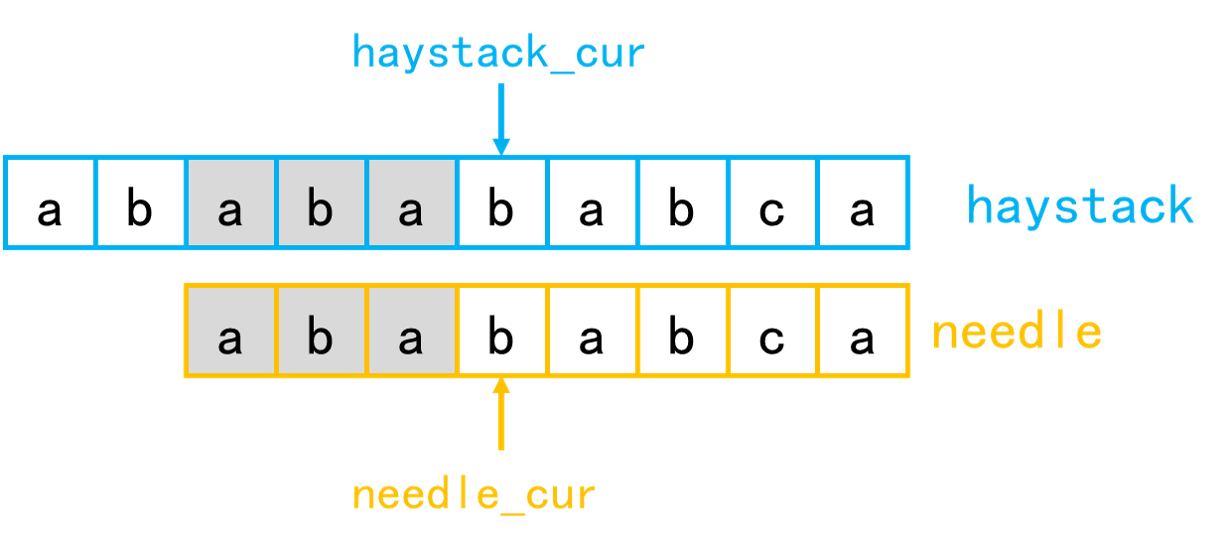 haystack_cur
a b a b a b a b c a haystack
a b a b a b c a needle
needle_cur